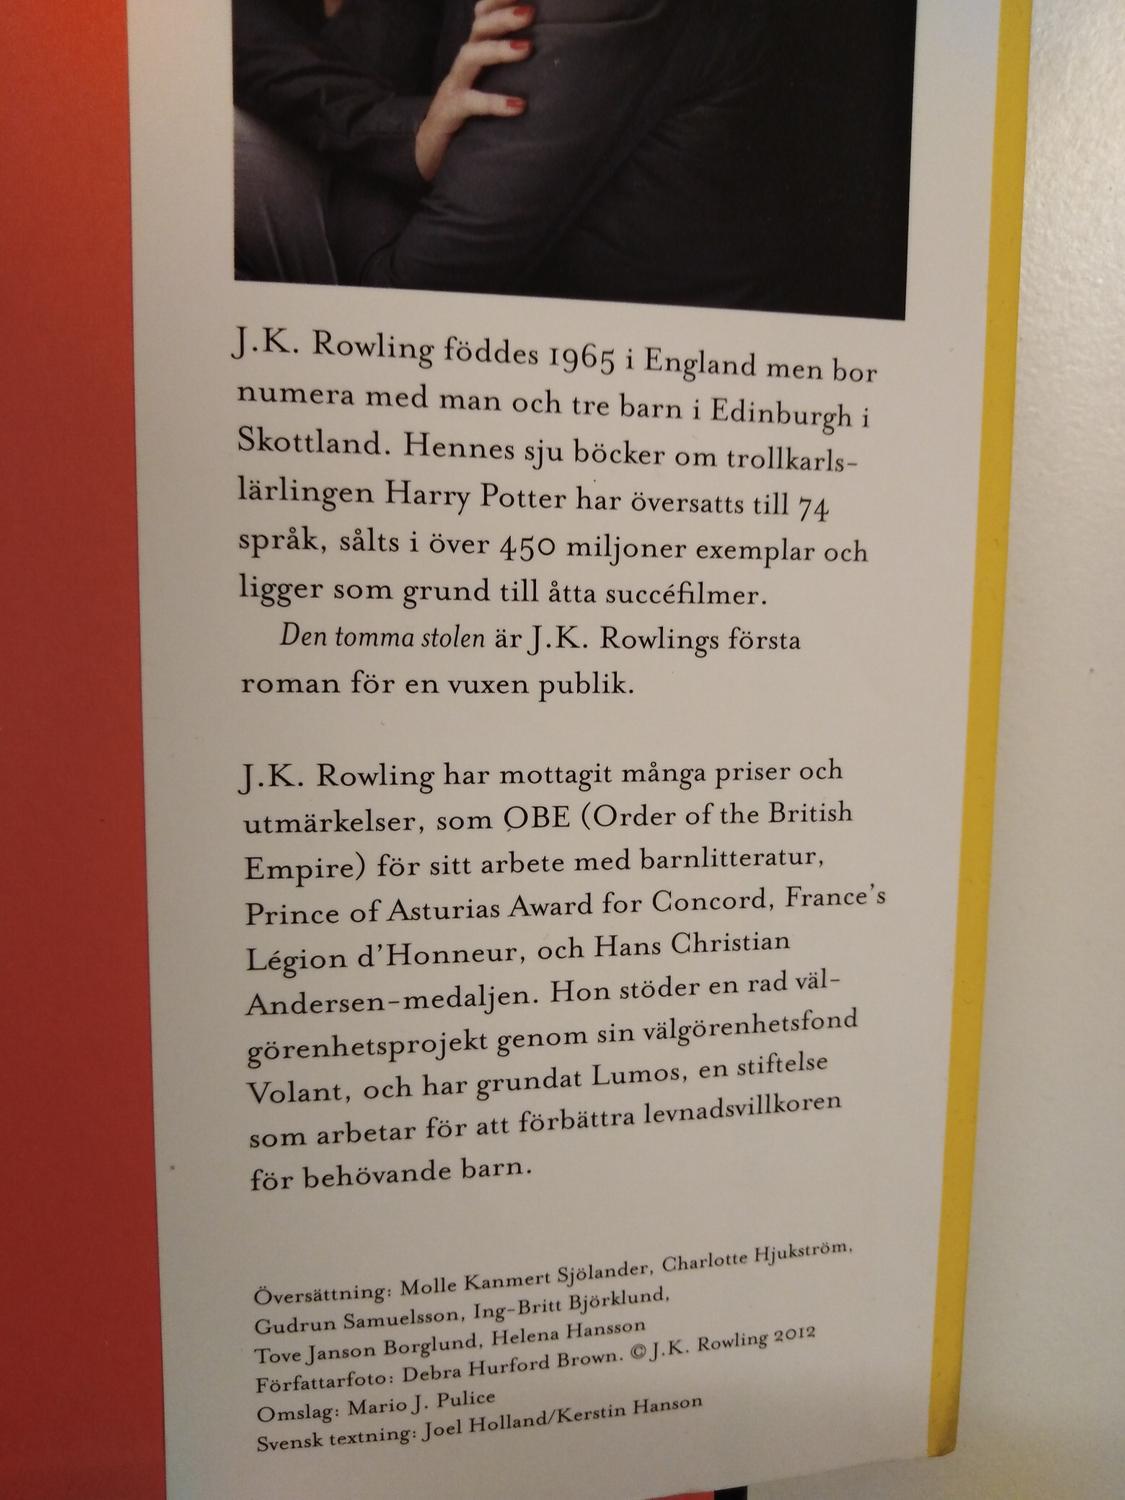 J.K. Rowling föddes 1965 i England men bor
numera med man och tre barn i Edinburgh i
Skottland. Hennes sju böcker om trollkarls-
lärlingen Harry Potter har översatts till 74
språk, sålts i över 450 miljoner exemplar och
ligger som grund till åtta succéfilmer.
Den tomma stolen är J.K. Rowlings första
roman för en vuxen publik.
J.K. Rowling har mottagit många priser och
utmärkelser, som OBE (Order of the British
Empire) för sitt arbete med barnlitteratur,
Prince of Asturias Award for Concord, France's
Légion d'Honneur, och Hans Christian
Andersen-medaljen. Hon stöder en rad väl-
görenhetsprojekt genom sin välgörenhetsfond
Volant, och har grundat Lumos, en stiftelse
som arbetar för att förbättra levnadsvillkoren
för behövande barn.
Översättning: Molle Kanmert Sjölander, Charlotte Hjukström,
Gudrun Samuelsson, Ing-Britt Björklund,
Tove Janson Borglund, Helena Hansson
Författarfoto: Debra Hurford Brown. © J.K. Rowling 2012
Omslag: Mario J. Pulice
Svensk textning: Joel Holland/Kerstin Hanson